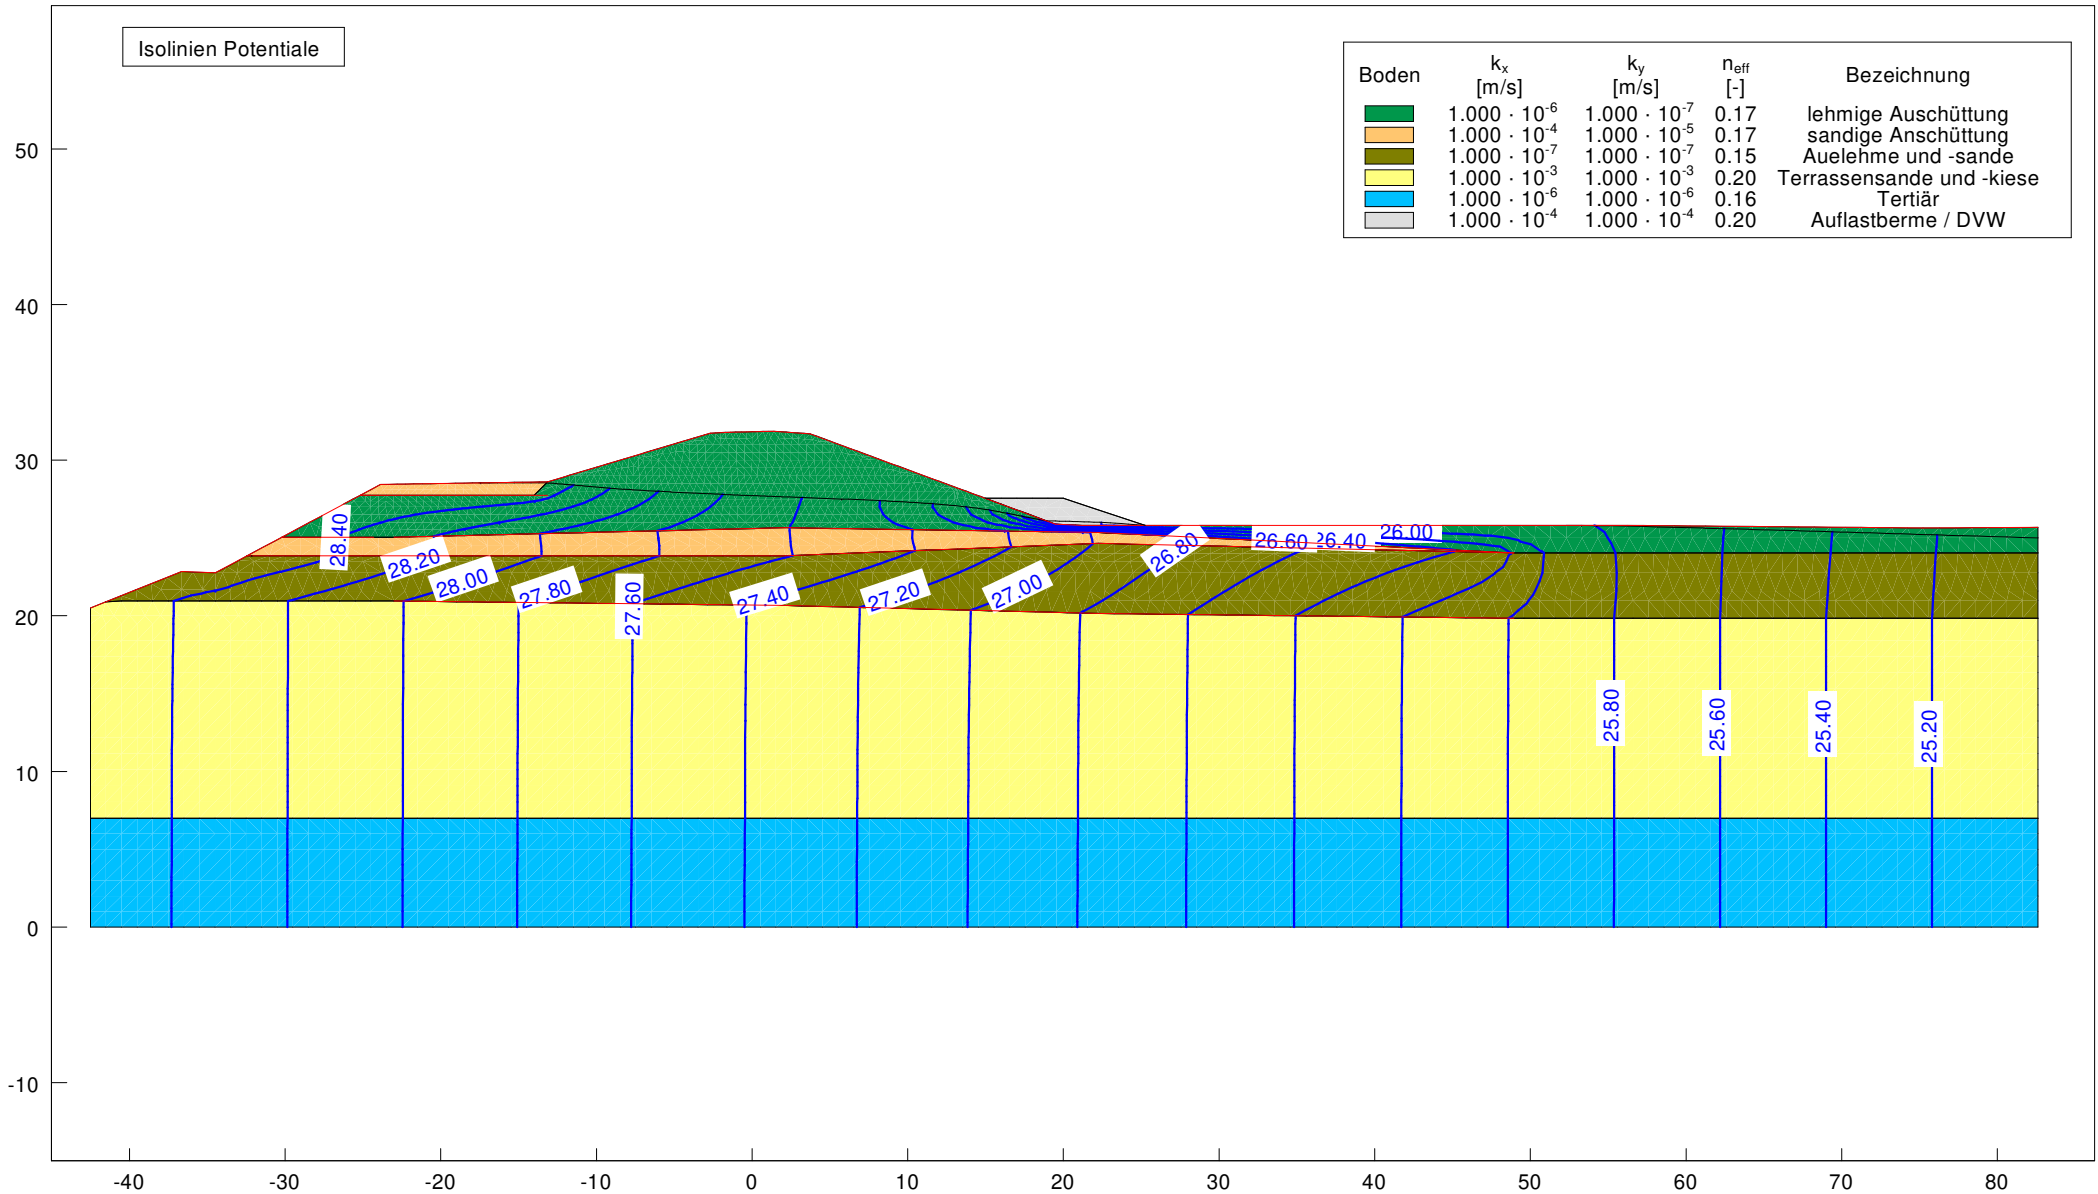 Isolinien Potentiale
Boden kₓ [m/s] k_y [m/s] n_eff [-] Bezeichnung
1.000 · 10⁻⁶ 1.000 · 10⁻⁷ 0.17 lehmige Auschüttung
1.000 · 10⁻⁴ 1.000 · 10⁻⁵ 0.17 sandige Anschüttung
1.000 · 10⁻⁷ 1.000 · 10⁻⁷ 0.15 Auelehme und -sande
1.000 · 10⁻³ 1.000 · 10⁻³ 0.20 Terrassensande und -kiese
1.000 · 10⁻⁶ 1.000 · 10⁻⁶ 0.16 Tertiär
1.000 · 10⁻⁴ 1.000 · 10⁻⁴ 0.20 Auflastberme / DVW
50
40
30
20
10
0
-10
28.40
28.20
28.00
27.80
27.60
27.40
27.20
27.00
26.80
26.60
26.40
26.00
25.80
25.60
25.40
25.20
-40 -30 -20 -10 0 10 20 30 40 50 60 70 80